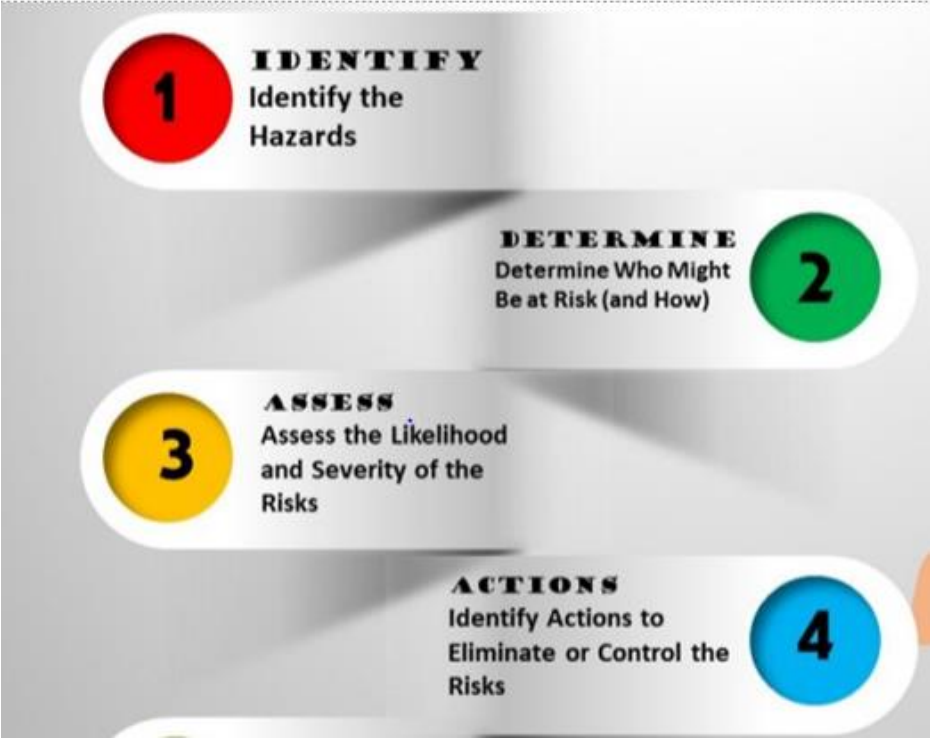 1
IDENTIFY
Identify the
Hazards
DETERMINE
Determine Who Might
Be at Risk (and How)
2
3
ASSESS
Assess the Likelihood
and Severity of the
Risks
ACTIONS
Identify Actions to
Eliminate or Control the
Risks
4